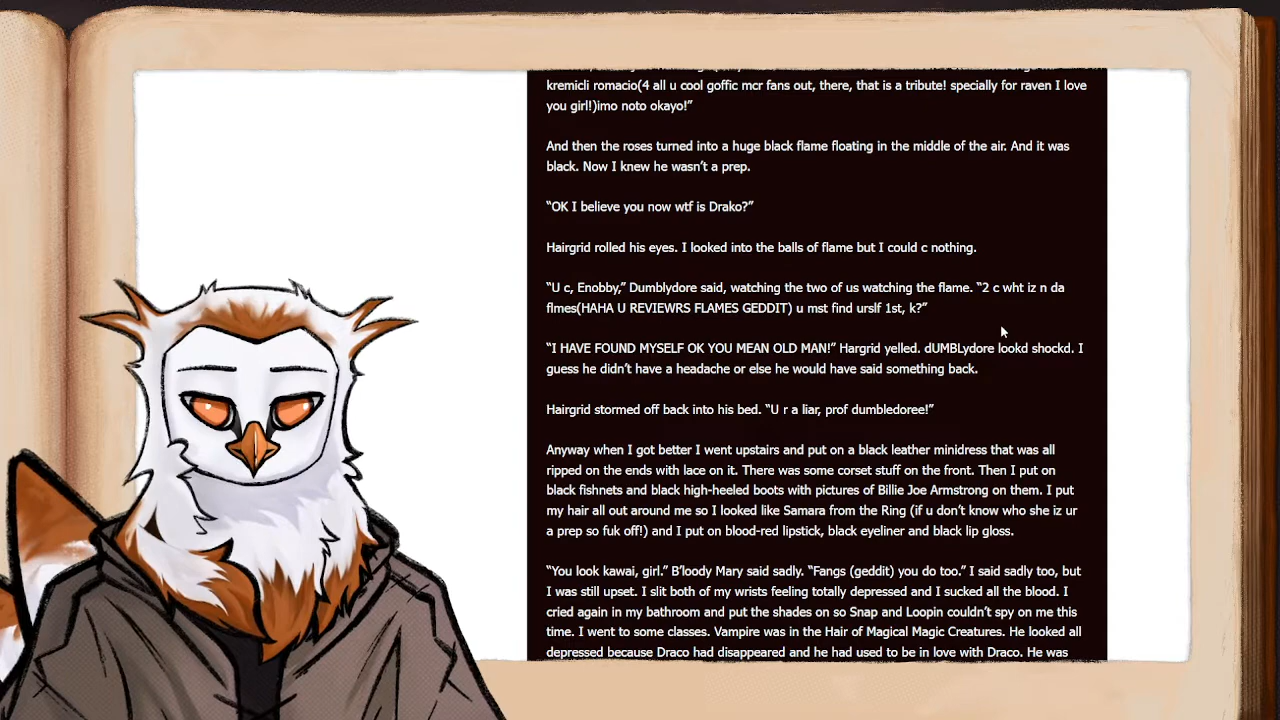 kremicli romacio(4 all u cool goffic mcr fans out, there, that is a tribute! specially for raven I love
you girl!)imo noto okayo!”
And then the roses turned into a huge black flame floating in the middle of the air. And it was
black. Now I knew he wasn’t a prep.
“OK I believe you now wtf is Drako?”
Hairgrid rolled his eyes. I looked into the balls of flame but I could c nothing.
“U c, Enobby,” Dumblydore said, watching the two of us watching the flame. “2 c wht iz n da
flmes(HAHA U REVIEWRS FLAMES GEDDIT) u mst find urslf 1st, k?”
“I HAVE FOUND MYSELF OK YOU MEAN OLD MAN!” Hargrid yelled. dUMBLydore lookd shockd. I
guess he didn’t have a headache or else he would have said something back.
Hairgrid stormed off back into his bed. “U r a liar, prof dumbledoree!”
Anyway when I got better I went upstairs and put on a black leather minidress that was all
ripped on the ends with lace on it. There was some corset stuff on the front. Then I put on
black fishnets and black high-heeled boots with pictures of Billie Joe Armstrong on them. I put
my hair all out around me so I looked like Samara from the Ring (if u don’t know who she iz ur
a prep so fuk off!) and I put on blood-red lipstick, black eyeliner and black lip gloss.
“You look kawai, girl.” B’loody Mary said sadly. “Fangs (geddit) you do too.” I said sadly too, but
I was still upset. I slit both of my wrists feeling totally depressed and I sucked all the blood. I
cried again in my bathroom and put the shades on so Snap and Loopin couldn’t spy on me this
time. I went to some classes. Vampire was in the Hair of Magical Magic Creatures. He looked all
depressed because Draco had disappeared and he had used to be in love with Draco. He was